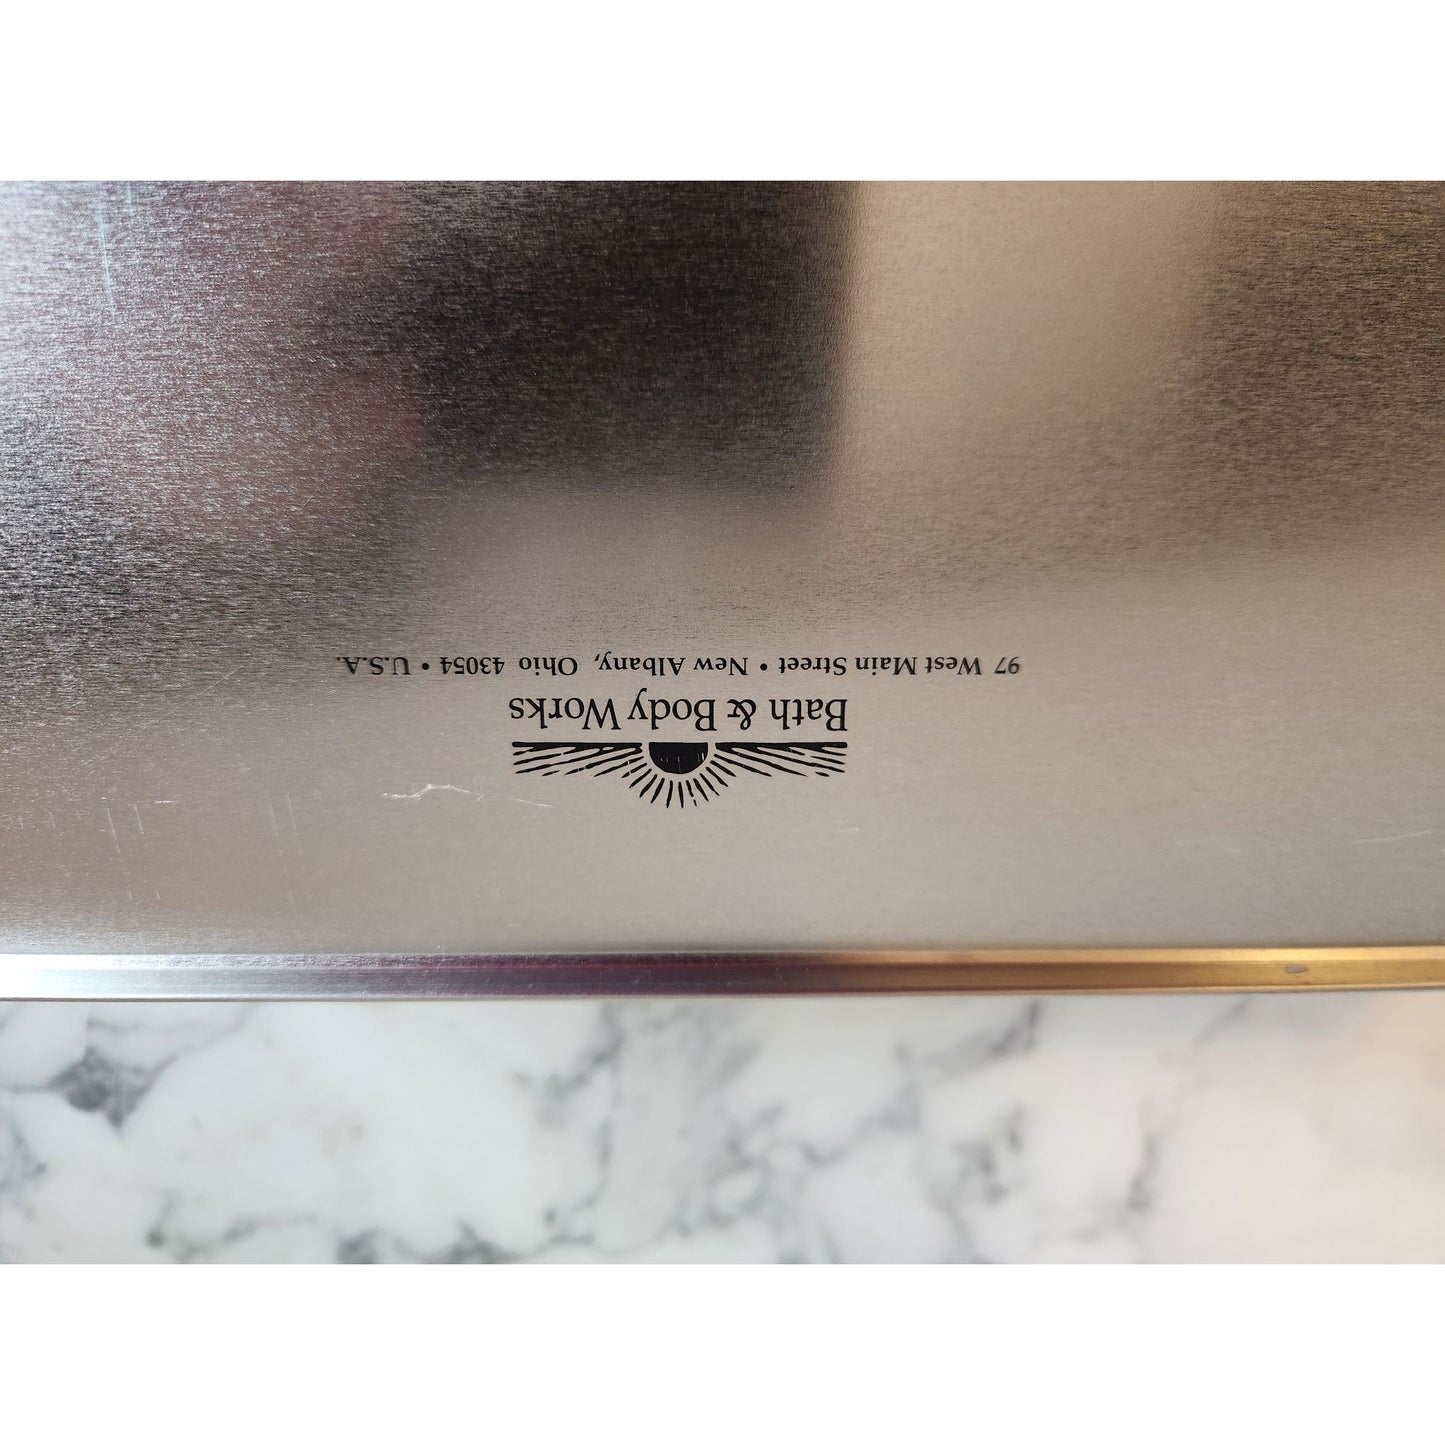 Bath & Body Works
97 West Main Street • New Albany, Ohio 43054 • U.S.A.